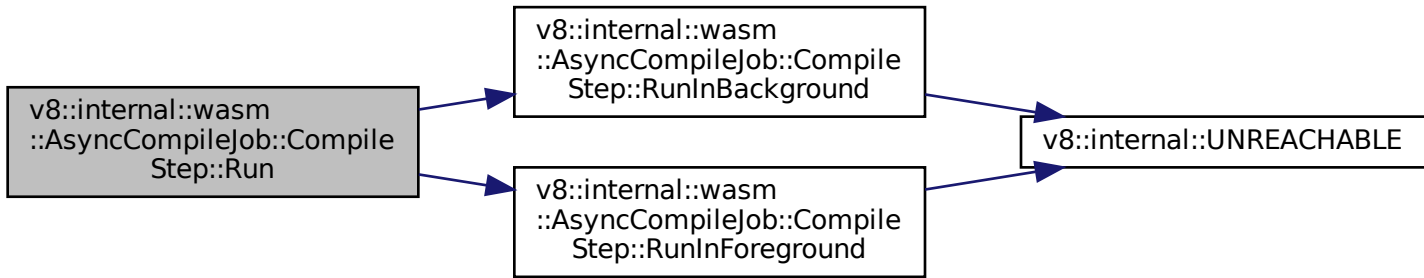 v8::internal::wasm
::AsyncCompileJob::Compile
Step::Run
v8::internal::wasm
::AsyncCompileJob::Compile
Step::RunInBackground
v8::internal::wasm
::AsyncCompileJob::Compile
Step::RunInForeground
v8::internal::UNREACHABLE